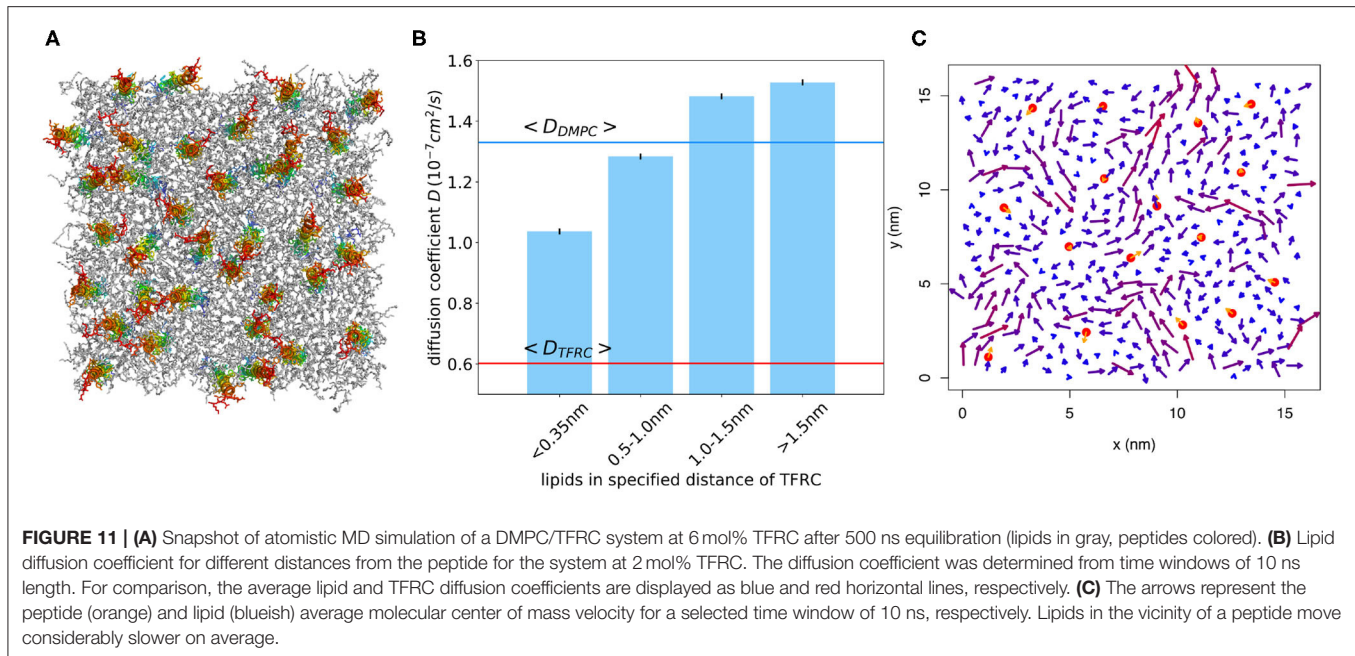 A
B
C
1.6
1.4
1.2
1.0
0.8
0.6
diffusion coefficient D (10⁻⁷cm²/s)
< D_DMPC >
< D_TFRC >
<0.35nm
0.5-1.0nm
1.0-1.5nm
>1.5nm
lipids in specified distance of TFRC
15
10
5
0
y (nm)
0
5
10
15
x (nm)
FIGURE 11 | (A) Snapshot of atomistic MD simulation of a DMPC/TFRC system at 6 mol% TFRC after 500 ns equilibration (lipids in gray, peptides colored). (B) Lipid
diffusion coefficient for different distances from the peptide for the system at 2 mol% TFRC. The diffusion coefficient was determined from time windows of 10 ns
length. For comparison, the average lipid and TFRC diffusion coefficients are displayed as blue and red horizontal lines, respectively. (C) The arrows represent the
peptide (orange) and lipid (blueish) average molecular center of mass velocity for a selected time window of 10 ns, respectively. Lipids in the vicinity of a peptide move
considerably slower on average.